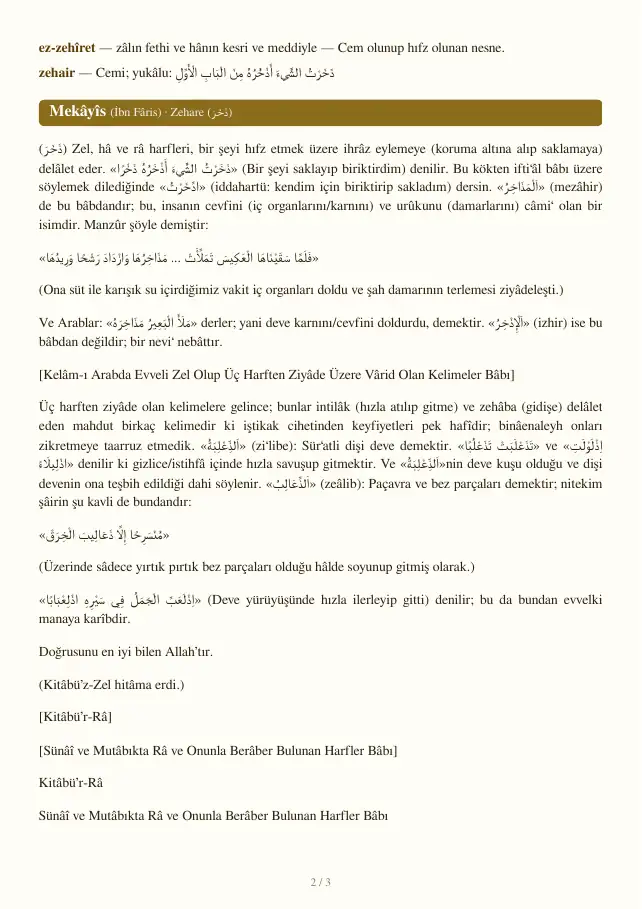 ez-zehîret — zâlın fethi ve hânın kesri ve meddiyle — Cem olunup hıfz olunan nesne.
zehair — Cemi; yukâlu: ذَخَرْتُ الشَّيءَ أَذْخُرُهُ مِنَ الْبَابِ الْأَوَّلِ
Mekâyîs (İbn Fâris) · Zehare (ذَخَرَ)
(ذَخَرَ) Zel, hâ ve râ harfleri, bir şeyi hıfz etmek üzere ihrâz eylemeye (koruma altına alıp saklamaya)
delâlet eder. «ذَخَرْتُ الشَّيءَ أَذْخَرُهُ ذَخْرًا» (Bir şeyi saklayıp biriktirdim) denilir. Bu kökten ifti‘âl bâbı üzere
söylemek dilediğinde «ادَّخَرْتُ» (iddahartü: kendim için biriktirip sakladım) dersin. «اَلْمَذَاخِرُ» (mezâhir)
de bu bâbdandır; bu, insanın cevfini (iç organlarını/karnını) ve urûkunu (damarlarını) câmi‘ olan bir
isimdir. Manzûr şöyle demiştir:
«فَلَمَّا سَقَيْنَاهَا الْعَكِيسَ تَمَلَّأَتْ ... مَذَاخِرُهَا وَازْدَادَ رَشْحًا وَرِيدُهَا»
(Ona süt ile karışık su içirdiğimiz vakit iç organları doldu ve şah damarının terlemesi ziyâdeleşti.)
Ve Arablar: «مَلَأَ الْبَعِيرُ مَذَاخِرَهُ» derler; yani deve karnını/cevfini doldurdu, demektir. «اَلْإِذْخِرُ» (izhir) ise bu
bâbdan değildir; bir nevi‘ nebâttır.
[Kelâm-ı Arabda Evveli Zel Olup Üç Harften Ziyâde Üzere Vârid Olan Kelimeler Bâbı]
Üç harften ziyâde olan kelimelere gelince; bunlar intilâk (hızla atılıp gitme) ve zehâba (gidişe) delâlet
eden mahdut birkaç kelimedir ki iştikak cihetinden keyfiyetleri pek hafîdir; binâenaleyh onları
zikretmeye taarruz etmedik. «اَلذِّعْلِبَةُ» (zi‘libe): Sür‘atli dişi deve demektir. «تَذَعْلَبَتْ تَذَعْلُبًا» ve «إِذْلَوْلَتِ
اذْلِيلَاءَ» denilir ki gizlice/istihfâ içinde hızla savuşup gitmektir. Ve «اَلذِّعْلِبَةُ»nin deve kuşu olduğu ve dişi
devenin ona teşbih edildiği dahi söylenir. «اَلذَّعَالِبُ» (zeâlib): Paçavra ve bez parçaları demektir; nitekim
şâirin şu kavli de bundandır:
«مُنْسَرِحًا إِلَّا ذَعَالِيبَ الْخِرَقْ»
(Üzerinde sâdece yırtık pırtık bez parçaları olduğu hâlde soyunup gitmiş olarak.)
«اِذْلَعَبَّ الْجَمَلُ فِي سَيْرِهِ اذْلِعْبَابًا» (Deve yürüyüşünde hızla ilerleyip gitti) denilir; bu da bundan evvelki
manaya karîbdir.
Doğrusunu en iyi bilen Allah’tır.
(Kitâbü’z-Zel hitâma erdi.)
[Kitâbü’r-Râ]
[Sünâî ve Mutâbıkta Râ ve Onunla Berâber Bulunan Harfler Bâbı]
Kitâbü’r-Râ
Sünâî ve Mutâbıkta Râ ve Onunla Berâber Bulunan Harfler Bâbı
2 / 3